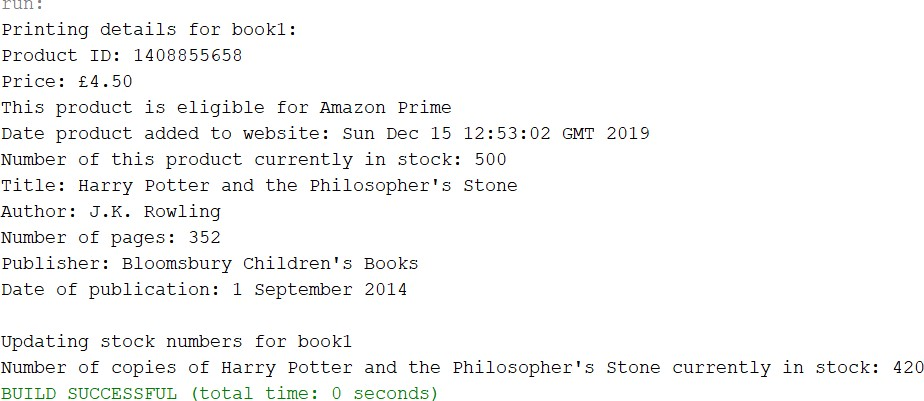 run:
Printing details for book1:
Product ID: 1408855658
Price: £4.50
This product is eligible for Amazon Prime
Date product added to website: Sun Dec 15 12:53:02 GMT 2019
Number of this product currently in stock: 500
Title: Harry Potter and the Philosopher's Stone
Author: J.K. Rowling
Number of pages: 352
Publisher: Bloomsbury Children's Books
Date of publication: 1 September 2014
Updating stock numbers for book1
Number of copies of Harry Potter and the Philosopher's Stone currently in stock: 420
BUILD SUCCESSFUL (total time: 0 seconds)